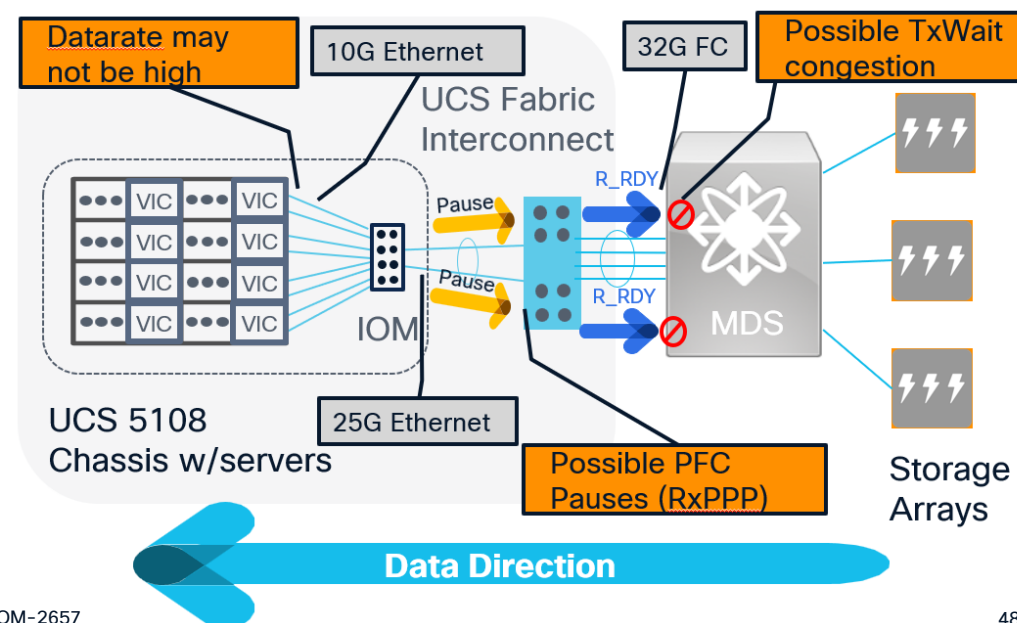 Datarate may
not be high
10G Ethernet
32G FC
Possible TxWait
congestion
UCS Fabric
Interconnect
R_RDY
Pause
VIC
VIC
VIC
VIC
VIC
VIC
VIC
VIC
Pause
R_RDY
IOM
MDS
25G Ethernet
UCS 5108
Chassis w/servers
Possible PFC
Pauses (RxPPP)
Storage
Arrays
Data Direction
OM-2657
48